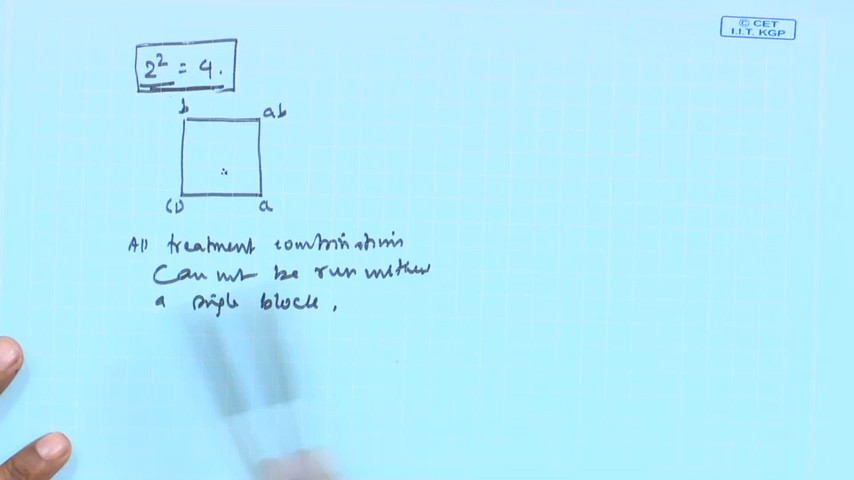 © CET
I.I.T. KGP
2² = 4.
b ab
(1) a
All treatment combinations
Can not be run within
a single block.